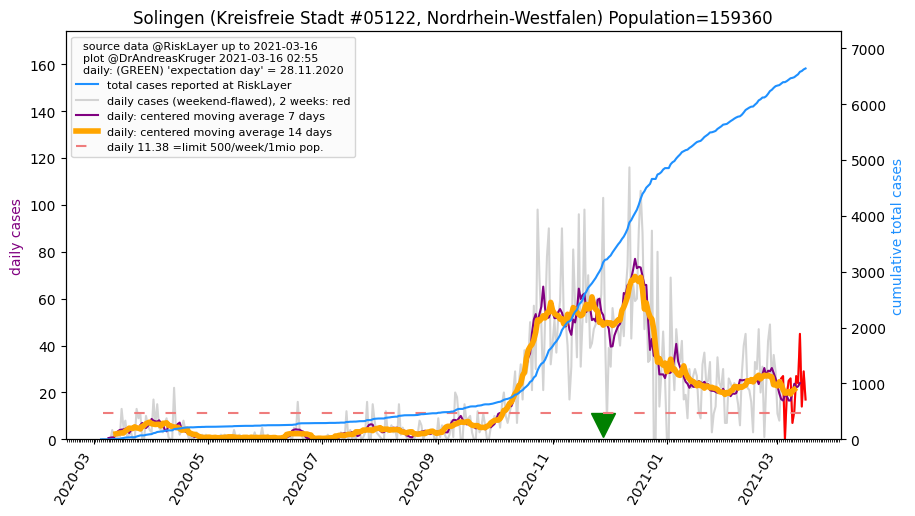 Solingen (Kreisfreie Stadt #05122, Nordrhein-Westfalen) Population=159360
source data @RiskLayer up to 2021-03-16
plot @DrAndreasKruger 2021-03-16 02:55
daily: (GREEN) 'expectation day' = 28.11.2020
total cases reported at RiskLayer
daily cases (weekend-flawed), 2 weeks: red
daily: centered moving average 7 days
daily: centered moving average 14 days
daily 11.38 =limit 500/week/1mio pop.
daily cases
160
140
120
100
80
60
40
20
0
7000
6000
5000
4000
3000
2000
1000
0
cumulative total cases
2020-03
2020-05
2020-07
2020-09
2020-11
2021-01
2021-03